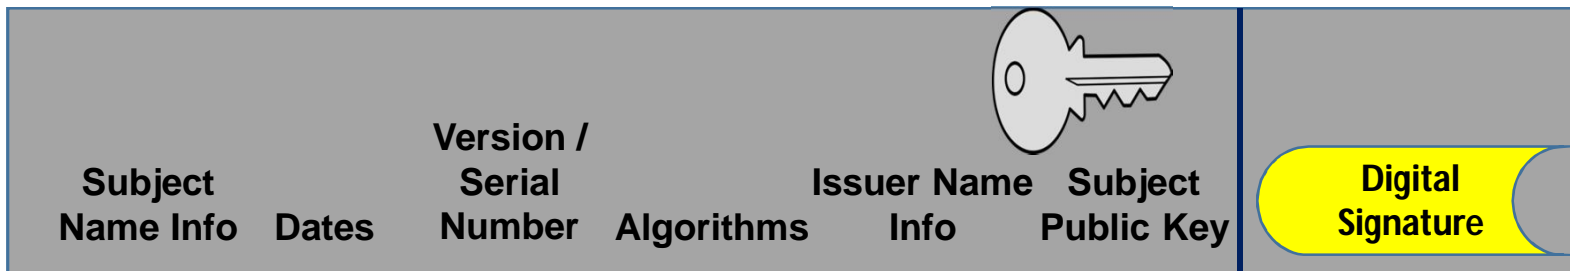 Subject
Name Info
Dates
Version /
Serial
Number
Algorithms
Issuer Name
Info
Subject
Public Key
Digital
Signature